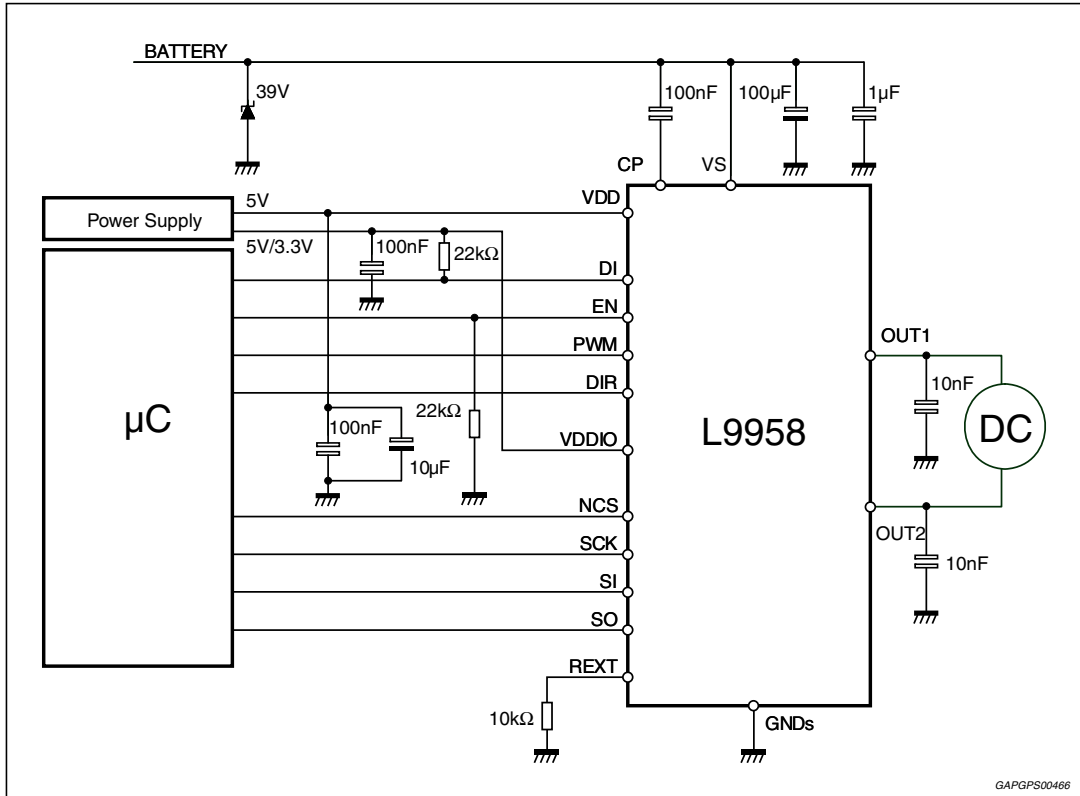 BATTERY
39V
100nF
100µF
1µF
CP
VS
5V
VDD
Power Supply
5V/3.3V
100nF
22kΩ
DI
EN
OUT1
PWM
DIR
10nF
µC
22kΩ
100nF
L9958
DC
VDDIO
10µF
NCS
OUT2
SCK
10nF
SI
SO
REXT
10kΩ
GNDs
GAPGPS00466